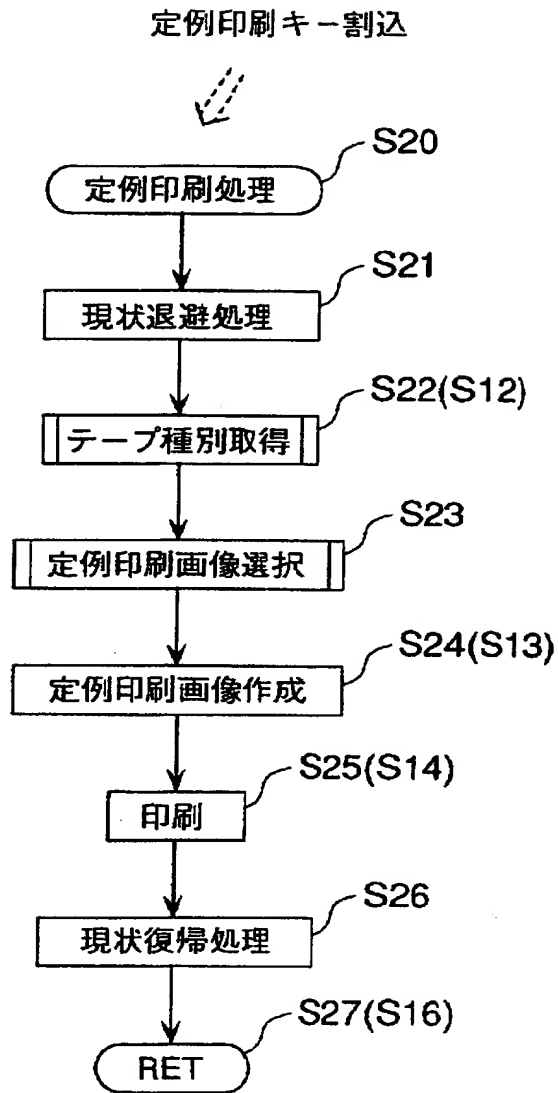 定例印刷キー割込
S20
定例印刷処理
S21
現状退避処理
S22(S12)
テープ種別取得
S23
定例印刷画像選択
S24(S13)
定例印刷画像作成
S25(S14)
印刷
S26
現状復帰処理
S27(S16)
RET